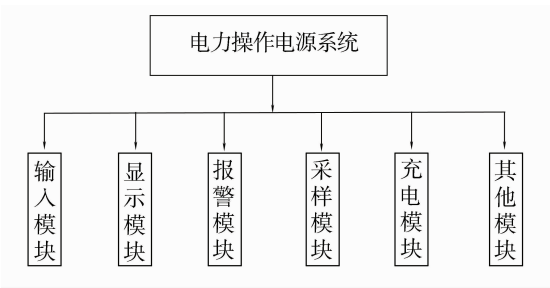 电力操作电源系统
输入模块
显示模块
报警模块
采样模块
充电模块
其他模块